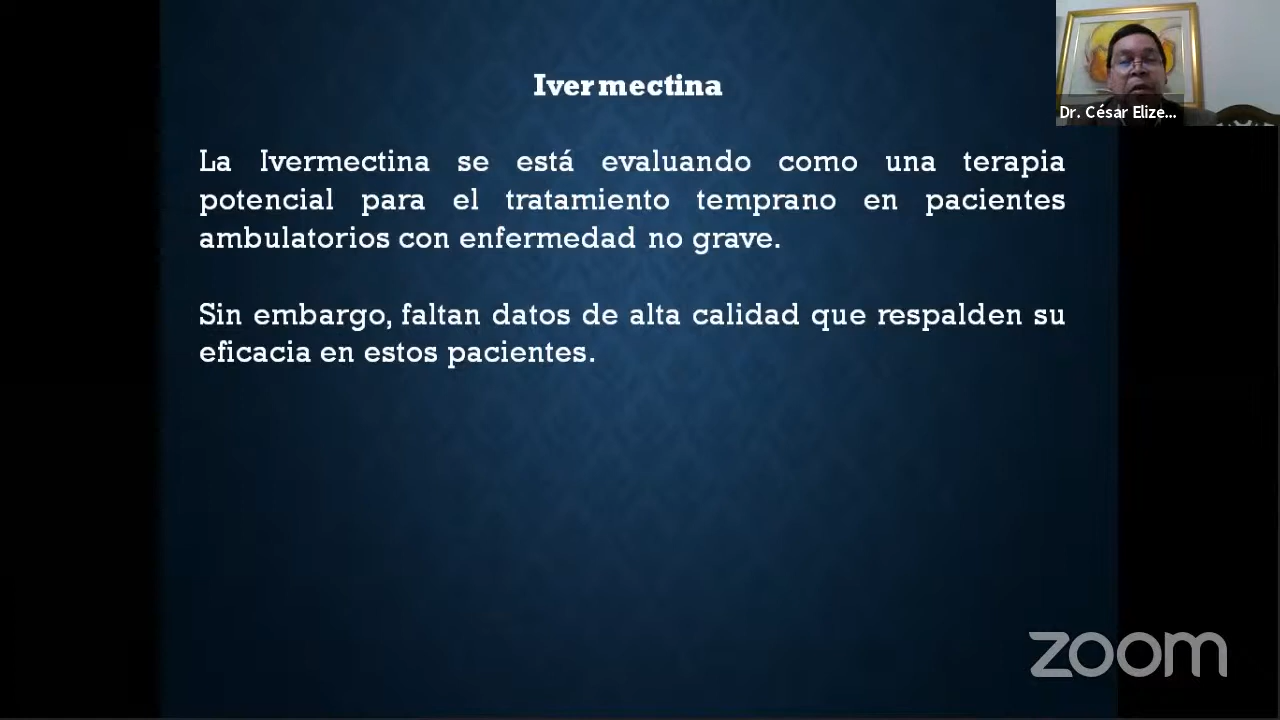 Ivermectina
Dr. César Elize...
La Ivermectina se está evaluando como una terapia
potencial para el tratamiento temprano en pacientes
ambulatorios con enfermedad no grave.
Sin embargo, faltan datos de alta calidad que respalden su
eficacia en estos pacientes.
zoom